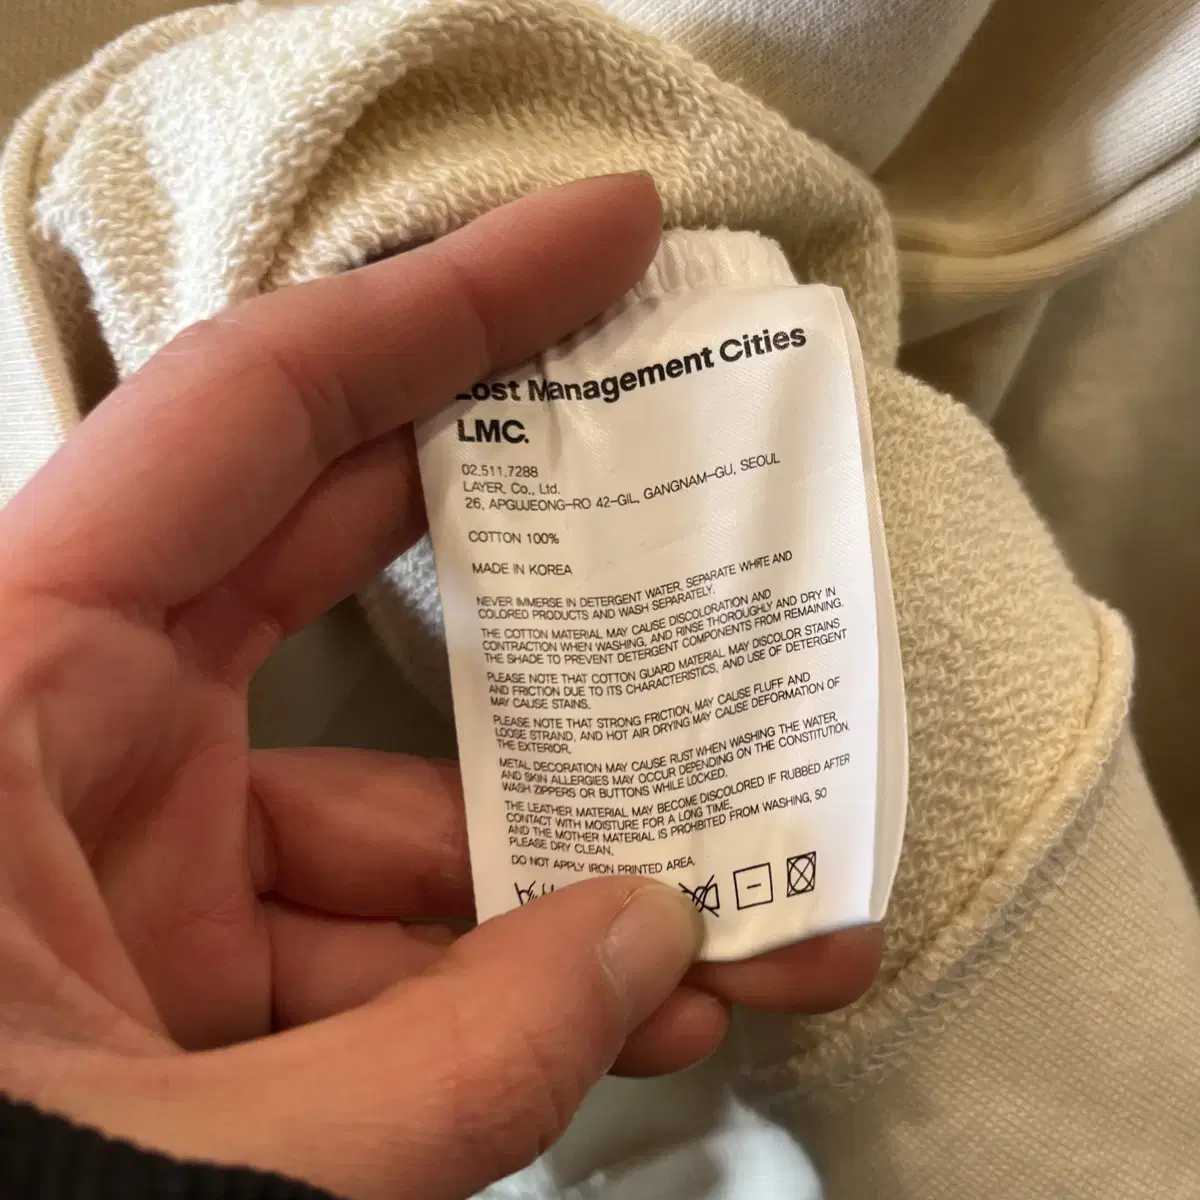 Lost Management Cities
LMC.
02.511.7288
LAYER, Co., Ltd.
26, APGUJEONG-RO 42-GIL, GANGNAM-GU, SEOUL
COTTON 100%
MADE IN KOREA
NEVER IMMERSE IN DETERGENT WATER, SEPARATE WHITE AND
COLORED PRODUCTS AND WASH SEPARATELY.
THE COTTON MATERIAL MAY CAUSE DISCOLORATION AND
CONTRACTION WHEN WASHING, AND RINSE THOROUGHLY AND DRY IN
THE SHADE TO PREVENT DETERGENT COMPONENTS FROM REMAINING.
PLEASE NOTE THAT COTTON GUARD MATERIAL MAY DISCOLOR STAINS
AND FRICTION DUE TO ITS CHARACTERISTICS, AND USE OF DETERGENT
MAY CAUSE STAINS.
PLEASE NOTE THAT STRONG FRICTION, MAY CAUSE FLUFF AND
LOOSE STRAND, AND HOT AIR DRYING MAY CAUSE DEFORMATION OF
THE EXTERIOR.
METAL DECORATION MAY CAUSE RUST WHEN WASHING THE WATER,
AND SKIN ALLERGIES MAY OCCUR DEPENDING ON THE CONSTITUTION.
WASH ZIPPERS OR BUTTONS WHILE LOCKED.
THE LEATHER MATERIAL MAY BECOME DISCOLORED IF RUBBED AFTER
CONTACT WITH MOISTURE FOR A LONG TIME,
AND THE MOTHER MATERIAL IS PROHIBITED FROM WASHING, SO
PLEASE DRY CLEAN.
DO NOT APPLY IRON PRINTED AREA.